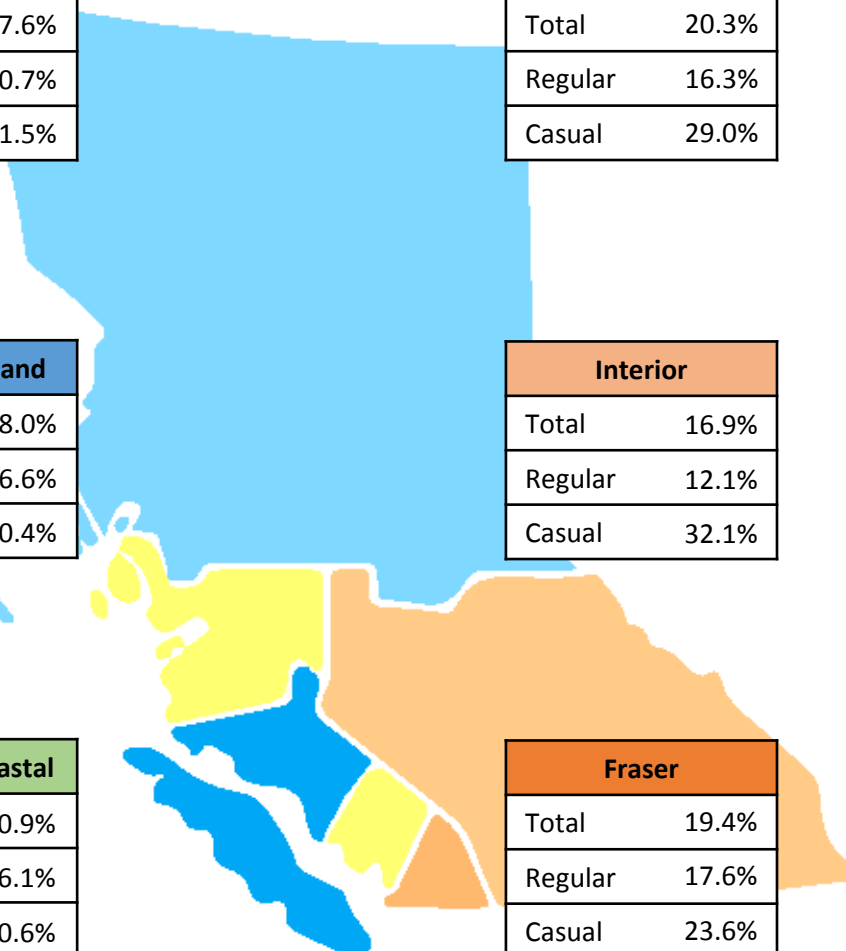 7.6%
0.7%
1.5%
Total 20.3%
Regular 16.3%
Casual 29.0%
and
8.0%
6.6%
0.4%
Interior
Total 16.9%
Regular 12.1%
Casual 32.1%
astal
0.9%
6.1%
0.6%
Fraser
Total 19.4%
Regular 17.6%
Casual 23.6%